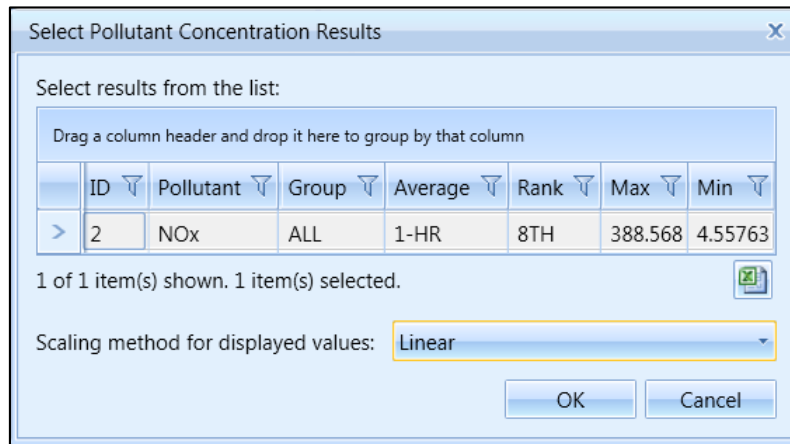 Select Pollutant Concentration Results
Select results from the list:
Drag a column header and drop it here to group by that column
ID Pollutant Group Average Rank Max Min
2 NOx ALL 1-HR 8TH 388.568 4.55763
1 of 1 item(s) shown. 1 item(s) selected.
Scaling method for displayed values: Linear
OK Cancel